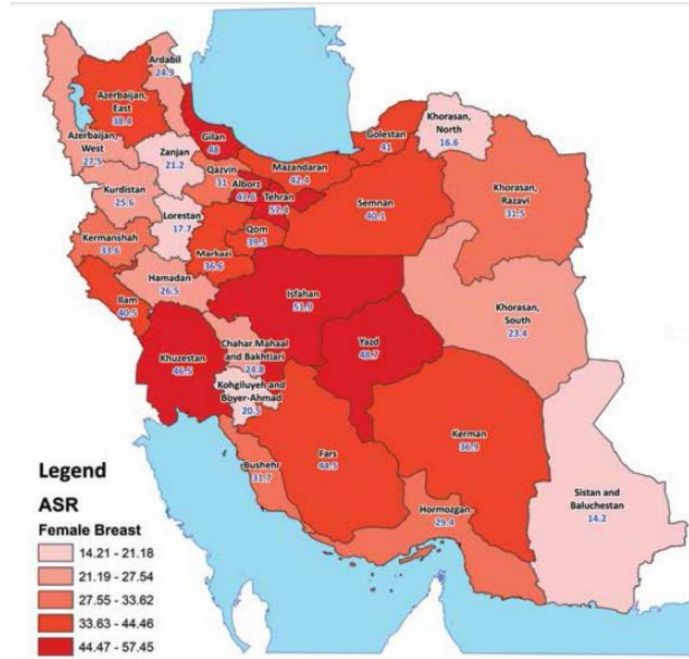 Ardabil
24.9
Azerbaijan,
East
38.4
Azerbaijan,
West
27.5
Gilan
48
Zanjan
21.2
Golestan
41
Khorasan,
North
16.6
Mazandaran
42.4
Qazvin
31
Alborz
47.6
Tehran
57.4
Semnan
40.1
Khorasan,
Razavi
31.5
Kurdistan
25.6
Lorestan
17.7
Qom
39.5
Kermanshah
33.6
Markazi
36.6
Hamadan
26.5
Ilam
40.5
Isfahan
51.9
Khorasan,
South
23.4
Yazd
48.7
Chahar Mahaal
and Bakhtiari
24.8
Khuzestan
46.5
Kohgiluyeh and
Boyer-Ahmad
20.5
Kerman
36.9
Fars
44.5
Bushehr
31.7
Sistan and
Baluchestan
14.2
Hormozgan
29.4
Legend
ASR
Female Breast
14.21 - 21.18
21.19 - 27.54
27.55 - 33.62
33.63 - 44.46
44.47 - 57.45